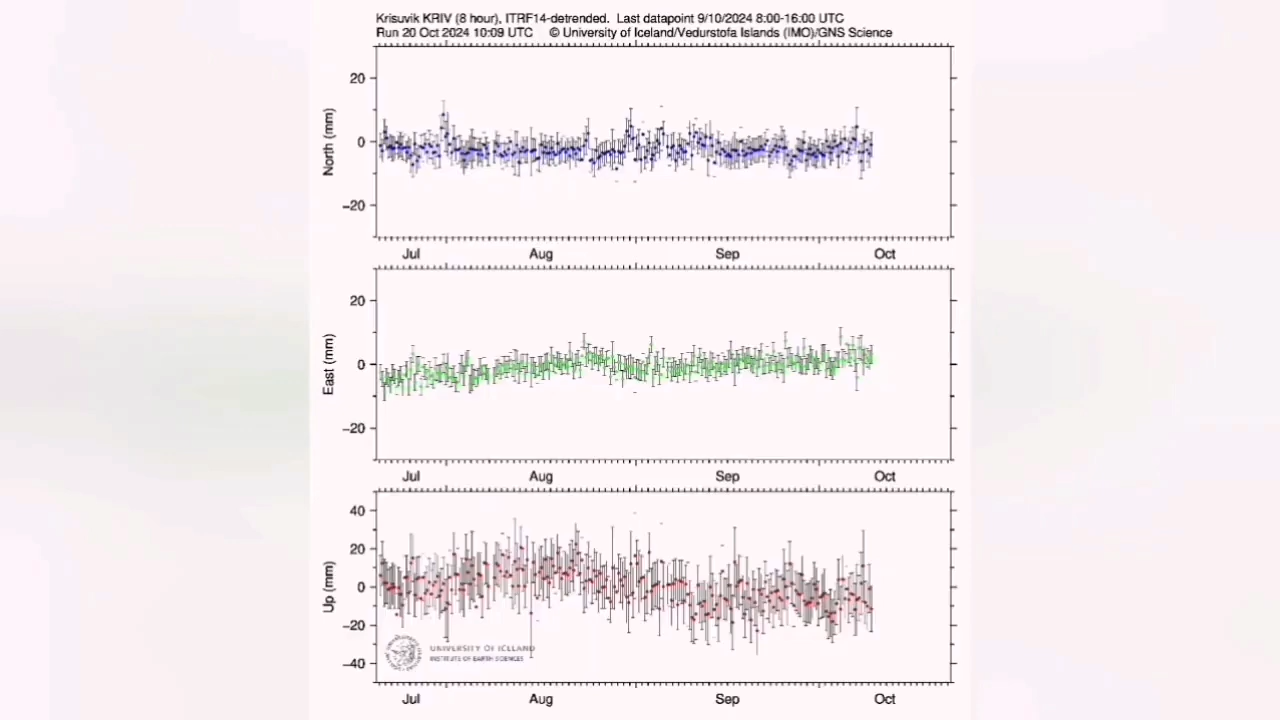 Krisuvik KRIV (8 hour), ITRF14-detrended. Last datapoint 9/10/2024 8:00-16:00 UTC
Run 20 Oct 2024 10:09 UTC © University of Iceland/Vedurstofa Islands (IMO)/GNS Science
North (mm)
20
0
−20
Jul Aug Sep Oct
East (mm)
20
0
−20
Jul Aug Sep Oct
Up (mm)
40
20
0
−20
−40
UNIVERSITY OF ICELAND
INSTITUTE OF EARTH SCIENCES
Jul Aug Sep Oct